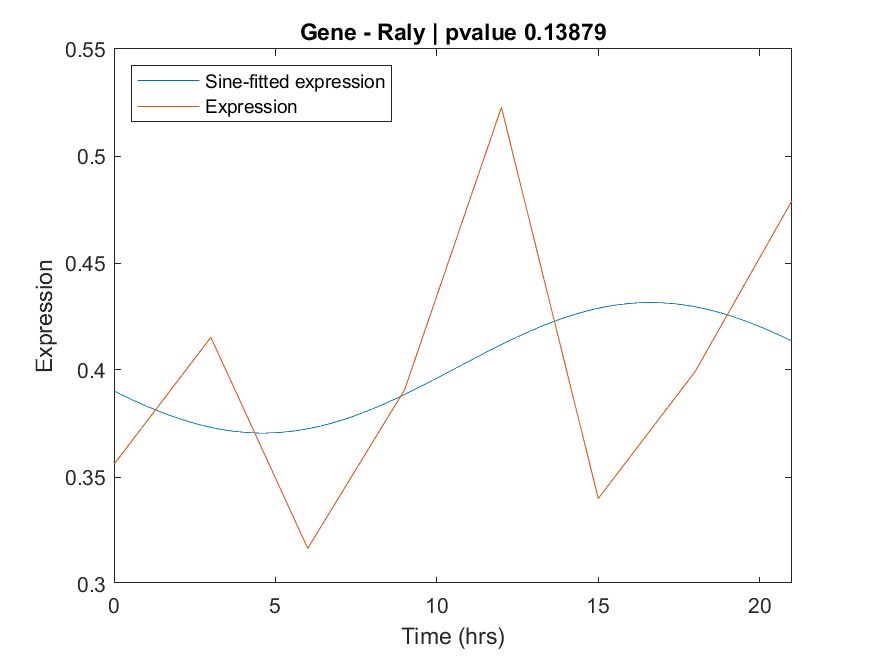 Gene - Raly | pvalue 0.13879
0.55
Sine-fitted expression
Expression
0.5
0.45
0.4
0.35
0.3
Expression
0 5 10 15 20
Time (hrs)